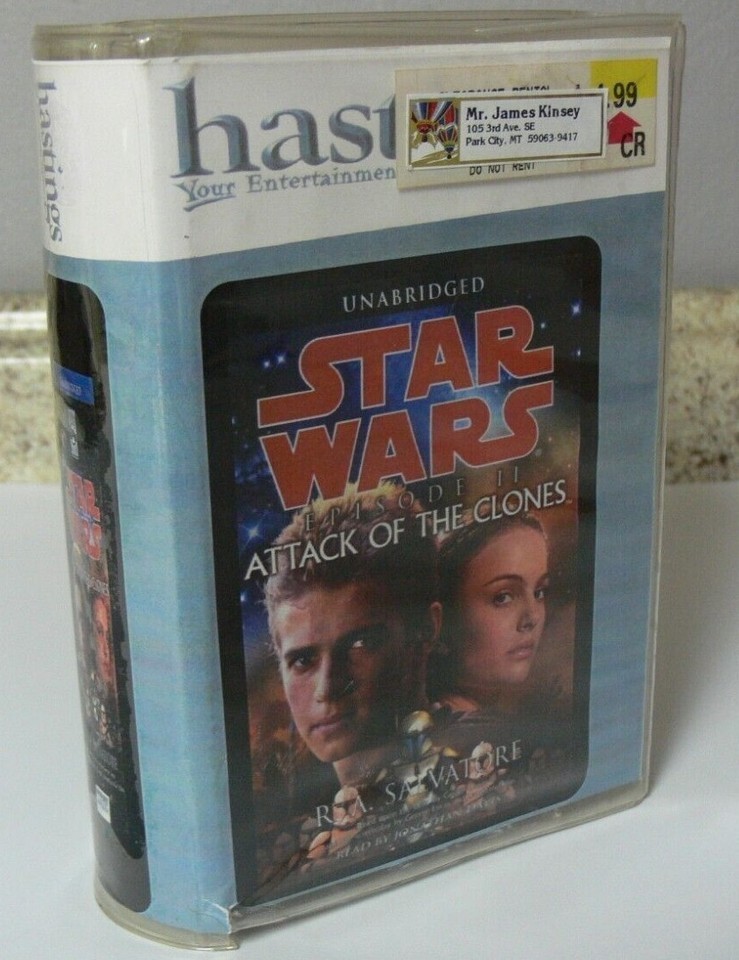 hastings
hast
Your Entertainmen
.99
CR
Mr. James Kinsey
105 3rd Ave. SE
Park City, MT 59063-9417
DO NOT RENT
UNABRIDGED
STAR
WARS
EPISODE II
ATTACK OF THE CLONES
R. A. SALVATORE
READ BY JONATHAN